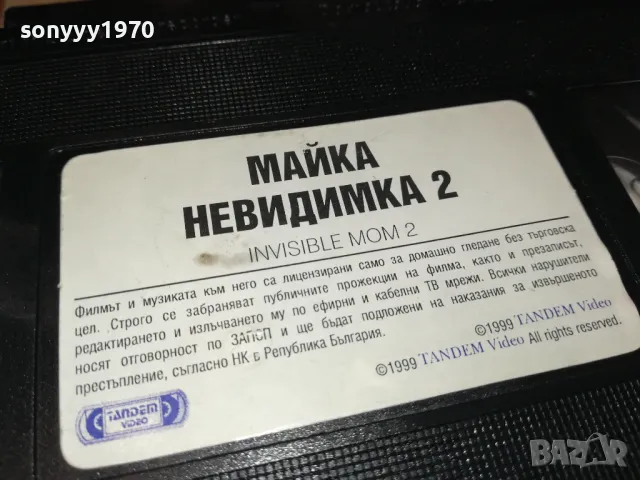 sonyyy1970
МАЙКА
НЕВИДИМКА 2
INVISIBLE MOM 2
Филмът и музиката към него са лицензирани само за домашно гледане без търговска
цел. Строго се забраняват публичните прожекции на филма, както и презаписът,
редактирането и излъчването му по ефирни и кабелни ТВ мрежи. Всички нарушители
носят отговорност по ЗАПСП и ще бъдат подложени на наказания за извършеното
престъпление, съгласно НК в Република България.
©1999 TANDEM Video
©1999 TANDEM Video All rights reserved.
TANDEM
VIDEO
BAZAR